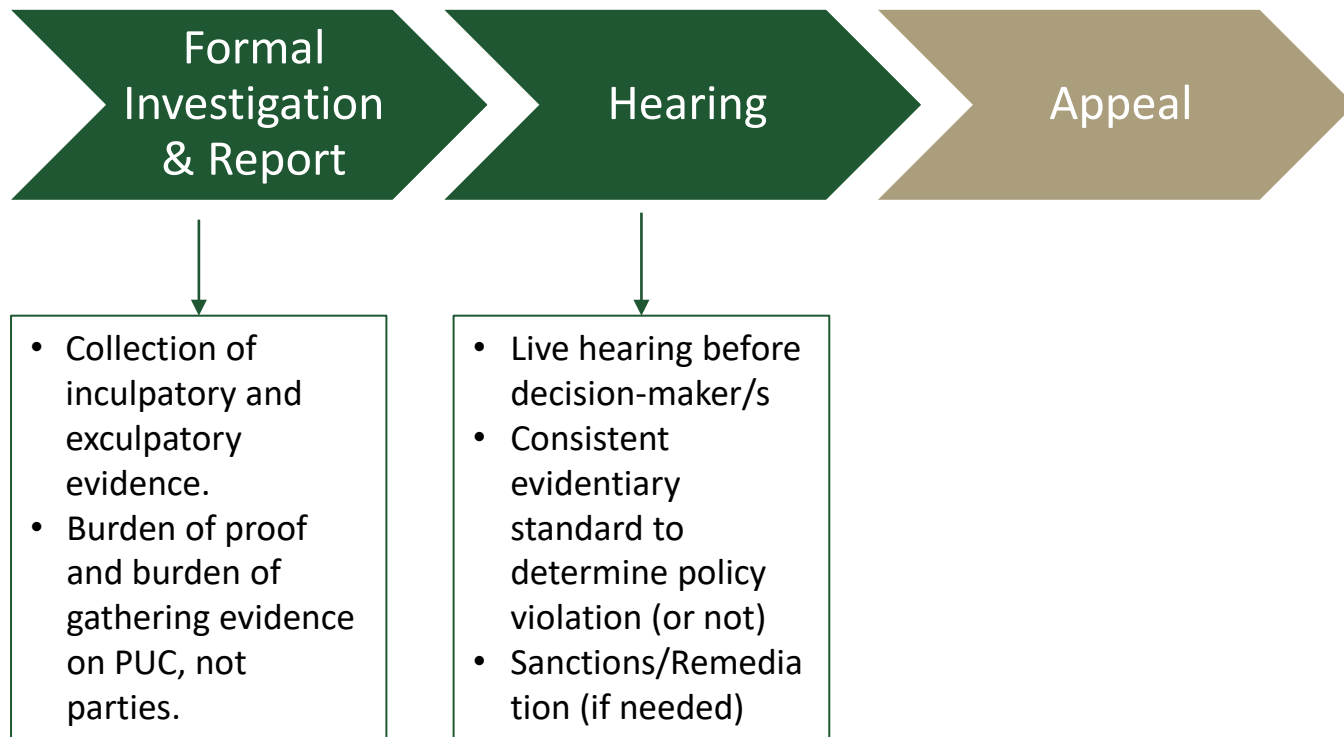 Formal
Investigation
& Report
Hearing
Appeal
• Collection of
inculpatory and
exculpatory
evidence.
• Burden of proof
and burden of
gathering evidence
on PUC, not
parties.
• Live hearing before
decision-maker/s
• Consistent
evidentiary
standard to
determine policy
violation (or not)
• Sanctions/Remedia
tion (if needed)